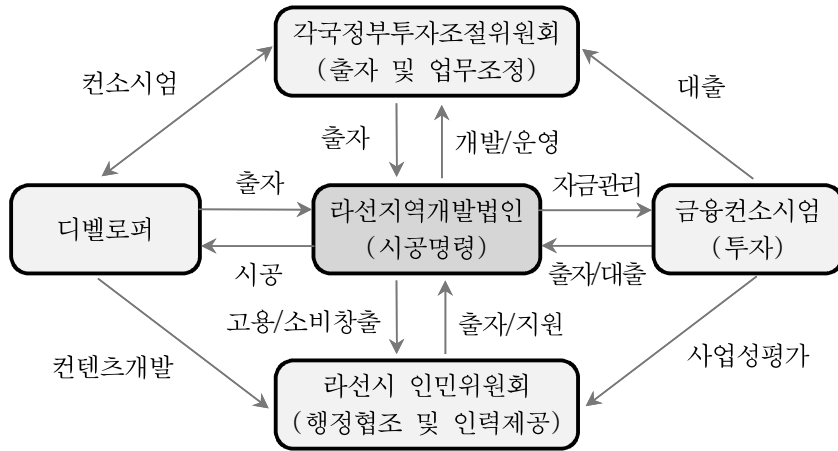 각국정부투자조절위원회
(출자 및 업무조정)
컨소시엄
대출
출자
개발/운영
출자
자금관리
디벨로퍼
라선지역개발법인
(시공명령)
금융컨소시엄
(투자)
시공
출자/대출
고용/소비창출
출자/지원
컨텐츠개발
사업성평가
라선시 인민위원회
(행정협조 및 인력제공)